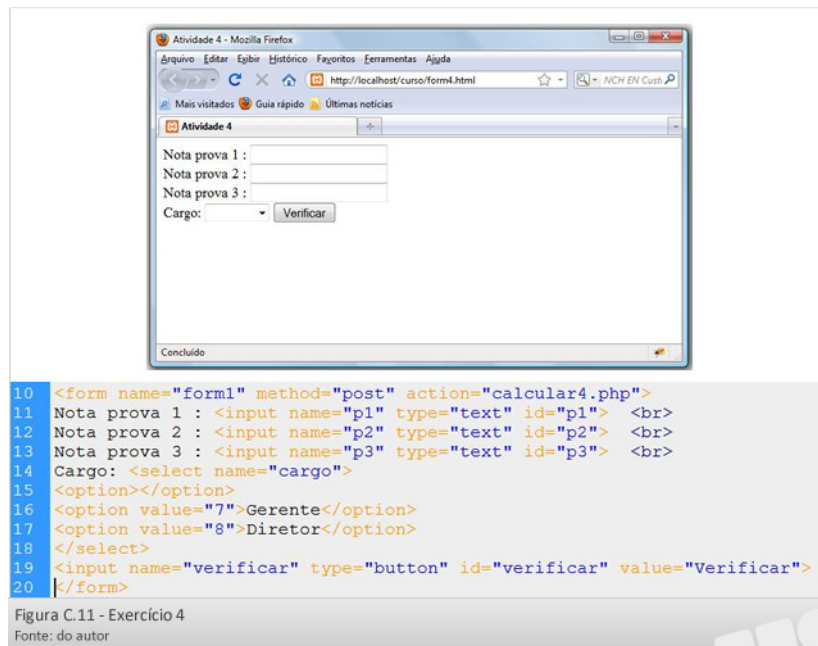 Atividade 4 - Mozilla Firefox
Arquivo Editar Exibir Histórico Favoritos Ferramentas Ajuda
http://localhost/curso/form4.html NCH EN Custo
Mais visitados Guia rápido Últimas notícias
Atividade 4
Nota prova 1 :
Nota prova 2 :
Nota prova 3 :
Cargo: Verificar
Concluído
10 <form name="form1" method="post" action="calcular4.php">
11 Nota prova 1 : <input name="p1" type="text" id="p1"> <br>
12 Nota prova 2 : <input name="p2" type="text" id="p2"> <br>
13 Nota prova 3 : <input name="p3" type="text" id="p3"> <br>
14 Cargo: <select name="cargo">
15 <option></option>
16 <option value="7">Gerente</option>
17 <option value="8">Diretor</option>
18 </select>
19 <input name="verificar" type="button" id="verificar" value="Verificar">
20 </form>
Figura C.11 - Exercício 4
Fonte: do autor